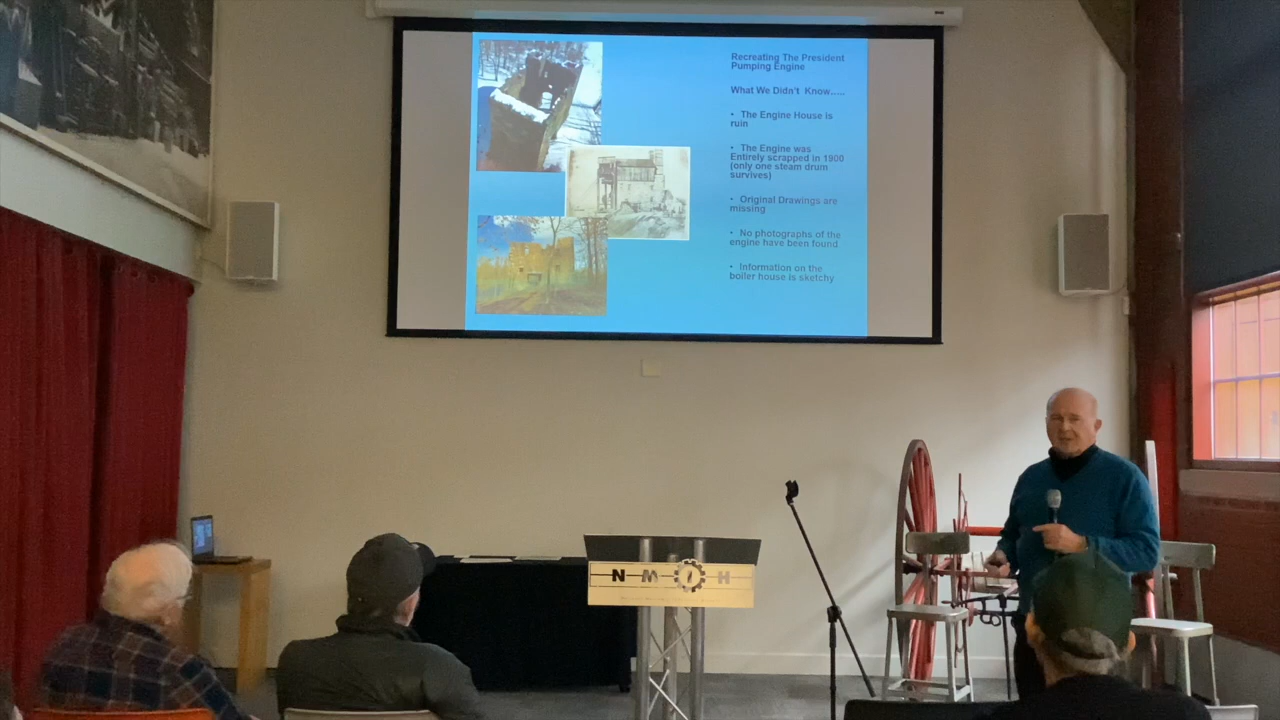 Recreating The President
Pumping Engine
What We Didn't Know.....
• The Engine House is
ruin
• The Engine was
Entirely scrapped in 1900
(only one steam drum
survives)
• Original Drawings are
missing
• No photographs of the
engine have been found
• Information on the
boiler house is sketchy
NMIH